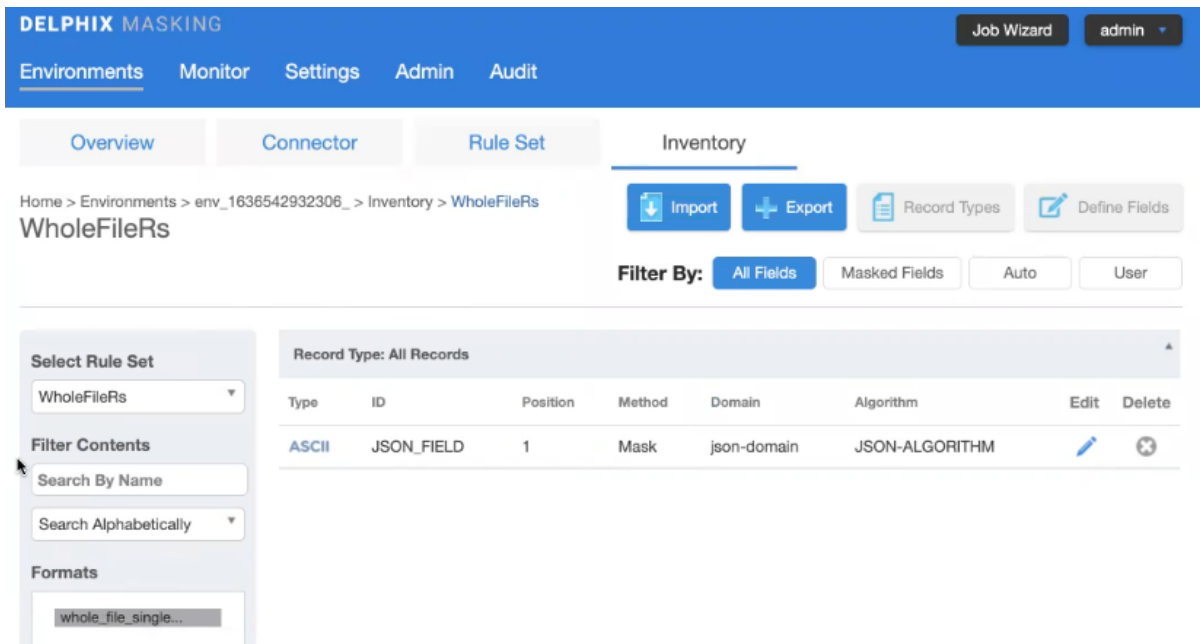 DELPHIX MASKING
Job Wizard
admin
Environments Monitor Settings Admin Audit
Overview Connector Rule Set Inventory
Home > Environments > env_1636542932306_ > Inventory > WholeFileRs
WholeFileRs
Import Export Record Types Define Fields
Filter By: All Fields Masked Fields Auto User
Select Rule Set
WholeFileRs
Filter Contents
Search By Name
Search Alphabetically
Formats
whole_file_single...
Record Type: All Records
Type ID Position Method Domain Algorithm Edit Delete
ASCII JSON_FIELD 1 Mask json-domain JSON-ALGORITHM